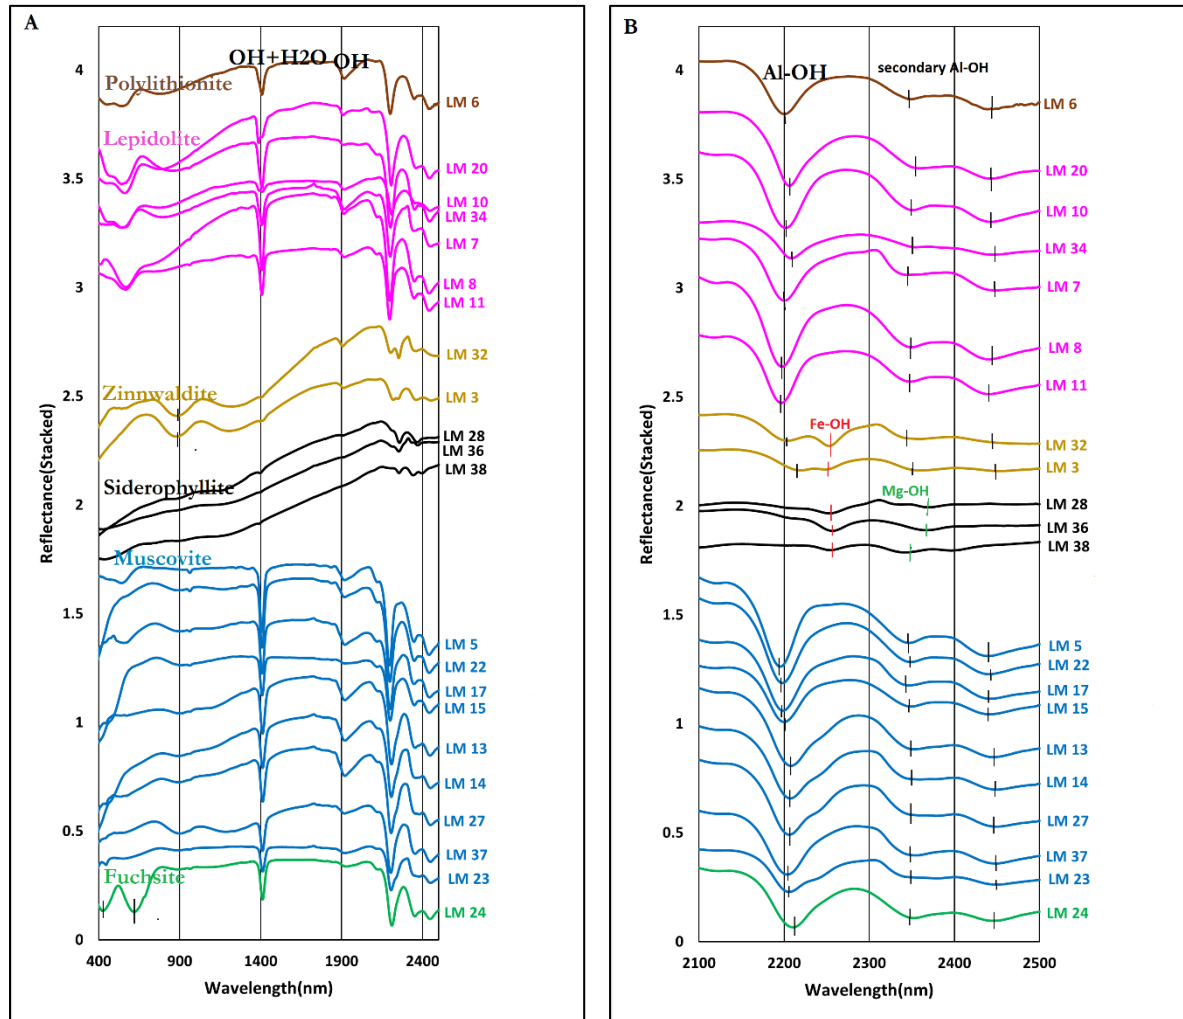 A
OH+H2O OH
Polylithionite
Lepidolite
Zinnwaldite
Siderophyllite
Muscovite
Fuchsite
LM 6
LM 20
LM 10
LM 34
LM 7
LM 8
LM 11
LM 32
LM 3
LM 28
LM 36
LM 38
LM 5
LM 22
LM 17
LM 15
LM 13
LM 14
LM 27
LM 37
LM 23
LM 24
Reflectance(Stacked)
4
3.5
3
2.5
2
1.5
1
0.5
0
400 900 1400 1900 2400
Wavelength(nm)
B
Al-OH
secondary Al-OH
Fe-OH
Mg-OH
LM 6
LM 20
LM 10
LM 34
LM 7
LM 8
LM 11
LM 32
LM 3
LM 28
LM 36
LM 38
LM 5
LM 22
LM 17
LM 15
LM 13
LM 14
LM 27
LM 37
LM 23
LM 24
Reflectance(Stacked)
4
3.5
3
2.5
2
1.5
1
0.5
0
2100 2200 2300 2400 2500
Wavelength(nm)